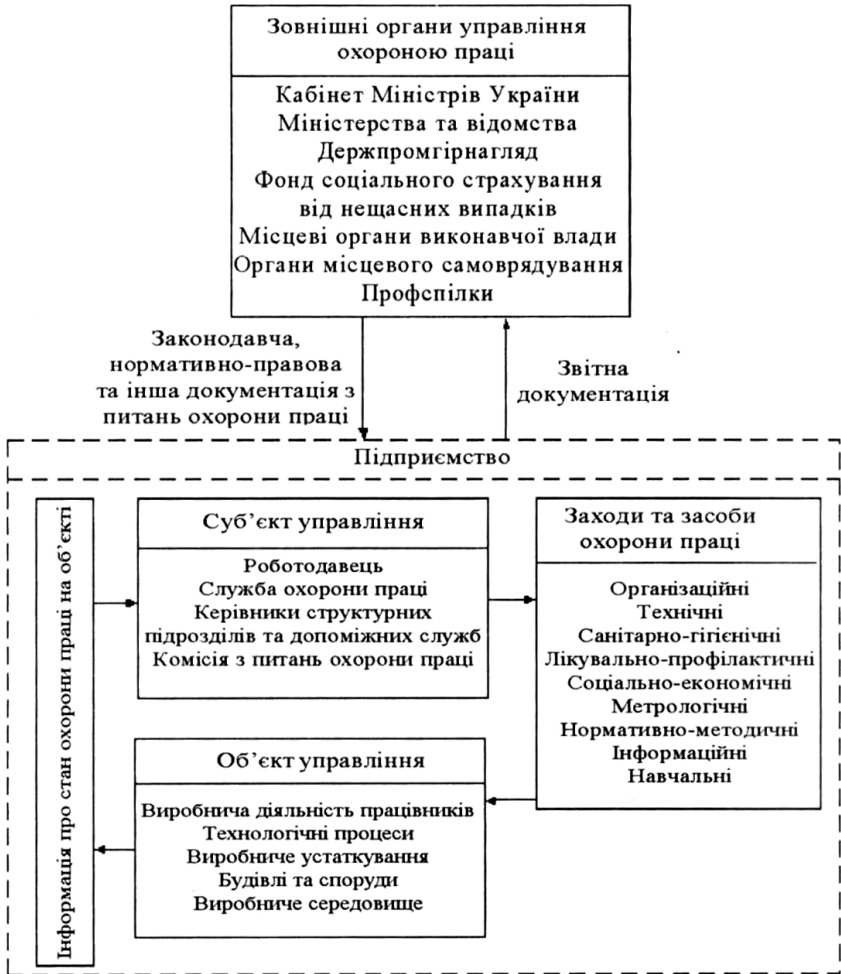 Зовнішні органи управління
охороною праці
Кабінет Міністрів України
Міністерства та відомства
Держпромгірнагляд
Фонд соціального страхування
від нещасних випадків
Місцеві органи виконавчої влади
Органи місцевого самоврядування
Профспілки
Законодавча,
нормативно-правова
та інша документація з
питань охорони праці
Звітна
документація
Підприємство
Інформація про стан охорони праці на об’єкті
Суб’єкт управління
Роботодавець
Служба охорони праці
Керівники структурних
підрозділів та допоміжних служб
Комісія з питань охорони праці
Заходи та засоби
охорони праці
Організаційні
Технічні
Санітарно-гігієнічні
Лікувально-профілактичні
Соціально-економічні
Метрологічні
Нормативно-методичні
Інформаційні
Навчальні
Об’єкт управління
Виробнича діяльність працівників
Технологічні процеси
Виробниче устаткування
Будівлі та споруди
Виробниче середовище